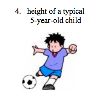 4. height of a typical
5-year-old child